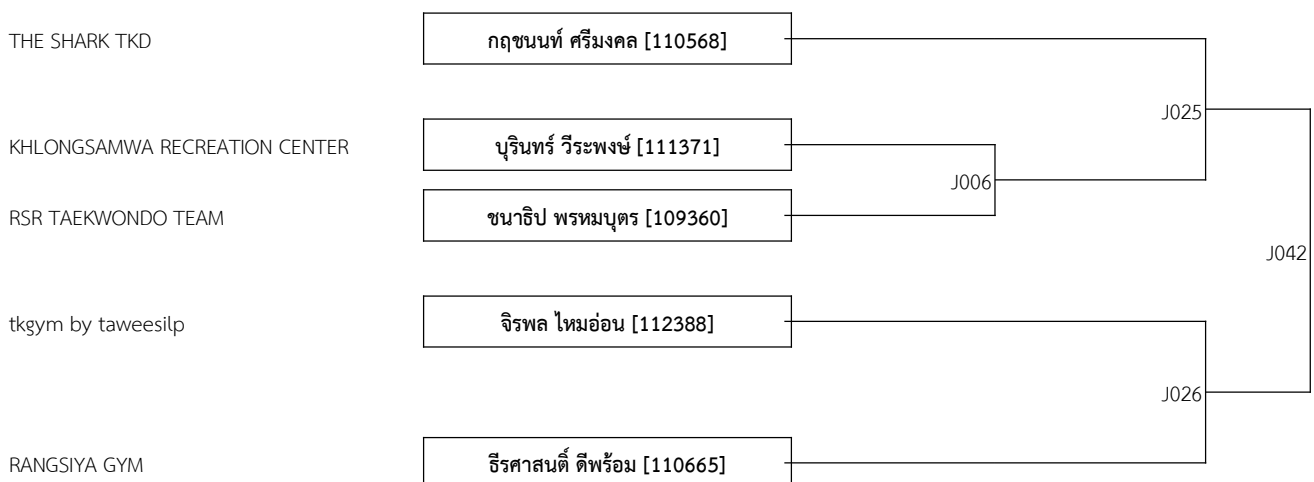 THE SHARK TKD กฤชนนท์ ศรีมงคล [110568]
J025
KHLONGSAMWA RECREATION CENTER บุรินทร์ วีระพงษ์ [111371]
J006
RSR TAEKWONDO TEAM ชนาธิป พรหมบุตร [109360]
J042
tkgym by taweesilp จิรพล ไหมอ่อน [112388]
J026
RANGSIYA GYM ธีรศาสนติ์ ดีพร้อม [110665]